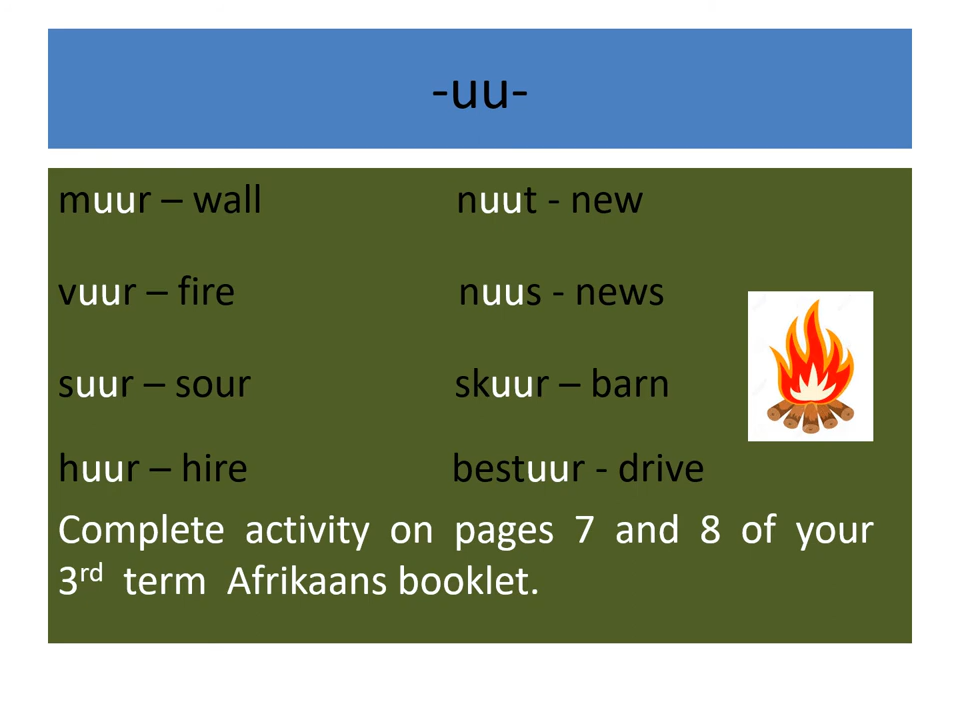 -uu-
muur – wall nuut - new
vuur – fire nuus - news
suur – sour skuur – barn
huur – hire bestuur - drive
Complete activity on pages 7 and 8 of your
3rd term Afrikaans booklet.